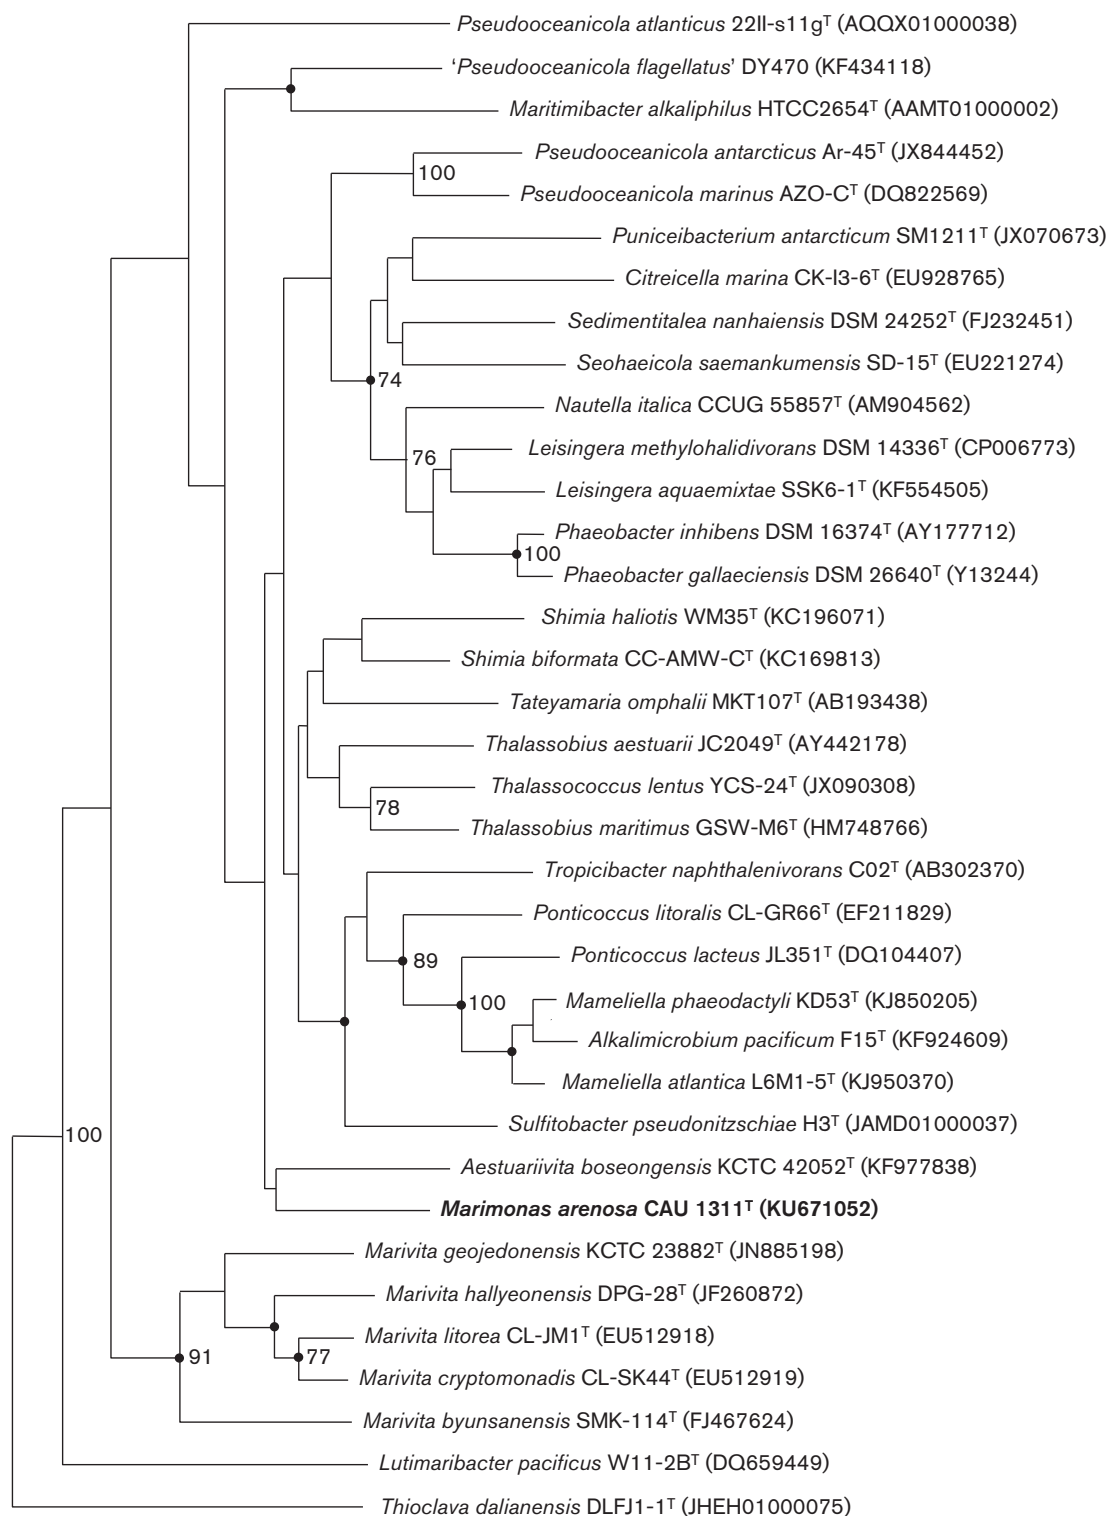 Pseudooceanicola atlanticus 22II-s11gᵀ (AQQX01000038)
‘Pseudooceanicola flagellatus’ DY470 (KF434118)
Maritimibacter alkaliphilus HTCC2654ᵀ (AAMT01000002)
Pseudooceanicola antarcticus Ar-45ᵀ (JX844452)
100
Pseudooceanicola marinus AZO-Cᵀ (DQ822569)
Puniceibacterium antarcticum SM1211ᵀ (JX070673)
Citreicella marina CK-I3-6ᵀ (EU928765)
Sedimentitalea nanhaiensis DSM 24252ᵀ (FJ232451)
Seohaeicola saemankumensis SD-15ᵀ (EU221274)
74
Nautella italica CCUG 55857ᵀ (AM904562)
Leisingera methylohalidivorans DSM 14336ᵀ (CP006773)
76
Leisingera aquaemixtae SSK6-1ᵀ (KF554505)
Phaeobacter inhibens DSM 16374ᵀ (AY177712)
100
Phaeobacter gallaeciensis DSM 26640ᵀ (Y13244)
Shimia haliotis WM35ᵀ (KC196071)
Shimia biformata CC-AMW-Cᵀ (KC169813)
Tateyamaria omphalii MKT107ᵀ (AB193438)
Thalassobius aestuarii JC2049ᵀ (AY442178)
Thalassococcus lentus YCS-24ᵀ (JX090308)
78
Thalassobius maritimus GSW-M6ᵀ (HM748766)
Tropicibacter naphthalenivorans C02ᵀ (AB302370)
Ponticoccus litoralis CL-GR66ᵀ (EF211829)
89
Ponticoccus lacteus JL351ᵀ (DQ104407)
100
Mameliella phaeodactyli KD53ᵀ (KJ850205)
Alkalimicrobium pacificum F15ᵀ (KF924609)
Mameliella atlantica L6M1-5ᵀ (KJ950370)
Sulfitobacter pseudonitzschiae H3ᵀ (JAMD01000037)
100
Aestuariivita boseongensis KCTC 42052ᵀ (KF977838)
Marimonas arenosa CAU 1311ᵀ (KU671052)
Marivita geojedonensis KCTC 23882ᵀ (JN885198)
Marivita hallyeonensis DPG-28ᵀ (JF260872)
Marivita litorea CL-JM1ᵀ (EU512918)
91
77
Marivita cryptomonadis CL-SK44ᵀ (EU512919)
Marivita byunsanensis SMK-114ᵀ (FJ467624)
Lutimaribacter pacificus W11-2Bᵀ (DQ659449)
Thioclava dalianensis DLFJ1-1ᵀ (JHEH01000075)